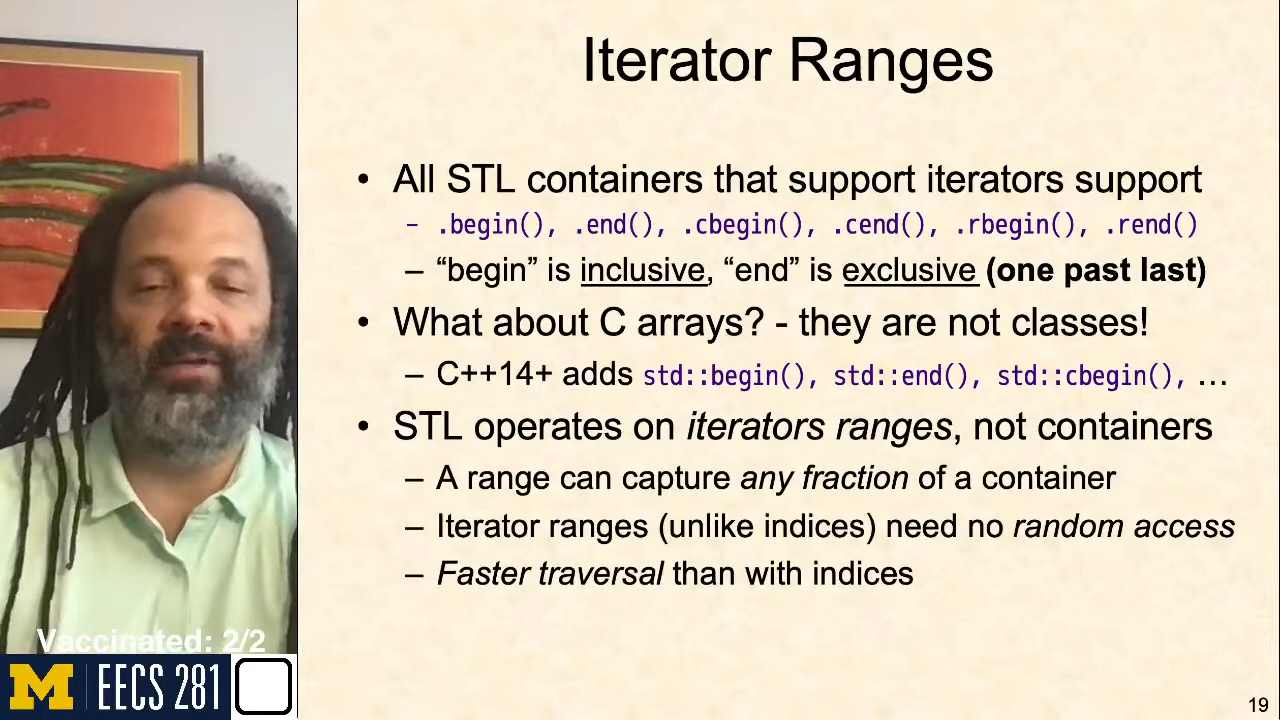 Iterator Ranges
• All STL containers that support iterators support
– .begin(), .end(), .cbegin(), .cend(), .rbegin(), .rend()
– “begin” is inclusive, “end” is exclusive (one past last)
• What about C arrays? - they are not classes!
– C++14+ adds std::begin(), std::end(), std::cbegin(), …
• STL operates on iterators ranges, not containers
– A range can capture any fraction of a container
– Iterator ranges (unlike indices) need no random access
– Faster traversal than with indices
Vaccinated: 2/2
M EECS 281
19